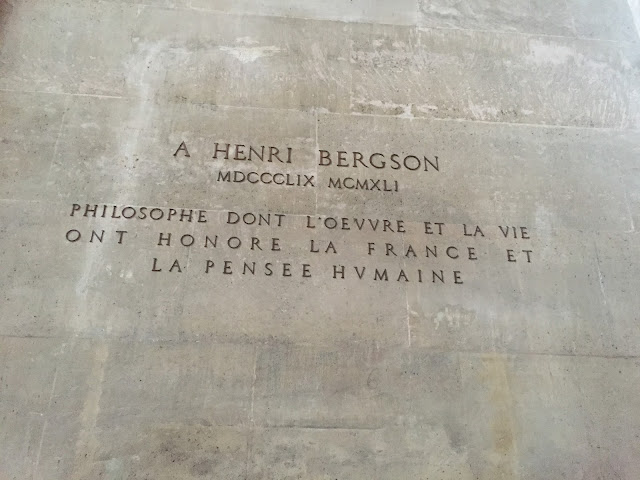 A HENRI BERGSON
MDCCCLIX MCMXLI
PHILOSOPHE DONT L'OEVVRE ET LA VIE
ONT HONORE LA FRANCE ET
LA PENSEE HVMAINE